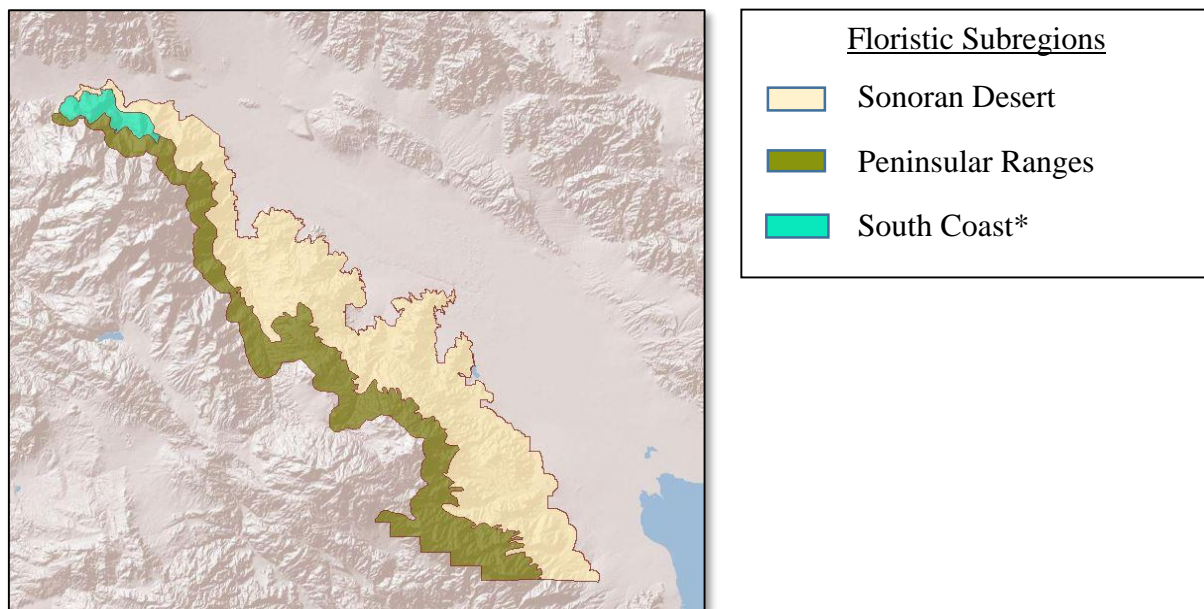 Floristic Subregions
Sonoran Desert
Peninsular Ranges
South Coast*